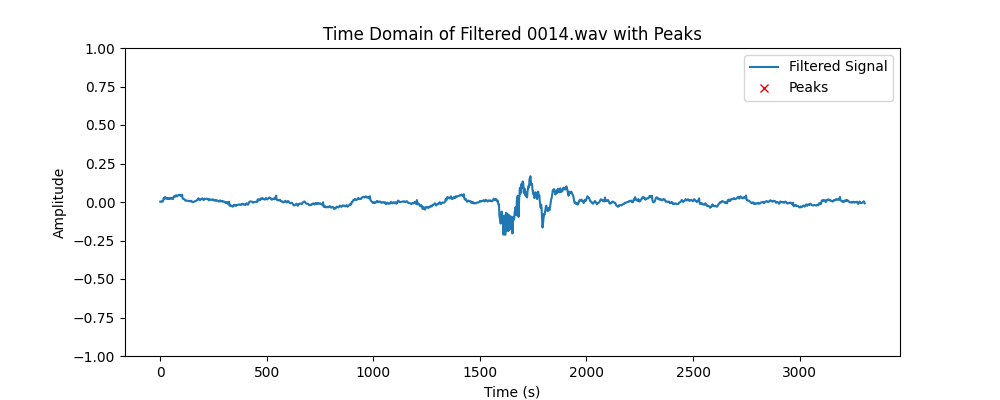 Time Domain of Filtered 0014.wav with Peaks
1.00
0.75
0.50
0.25
0.00
−0.25
−0.50
−0.75
−1.00
Amplitude
Filtered Signal
Peaks
0 500 1000 1500 2000 2500 3000
Time (s)